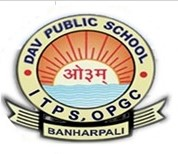 DAV PUBLIC SCHOOL
ओ३म्
ITPS, OPGC
BANHARPALI